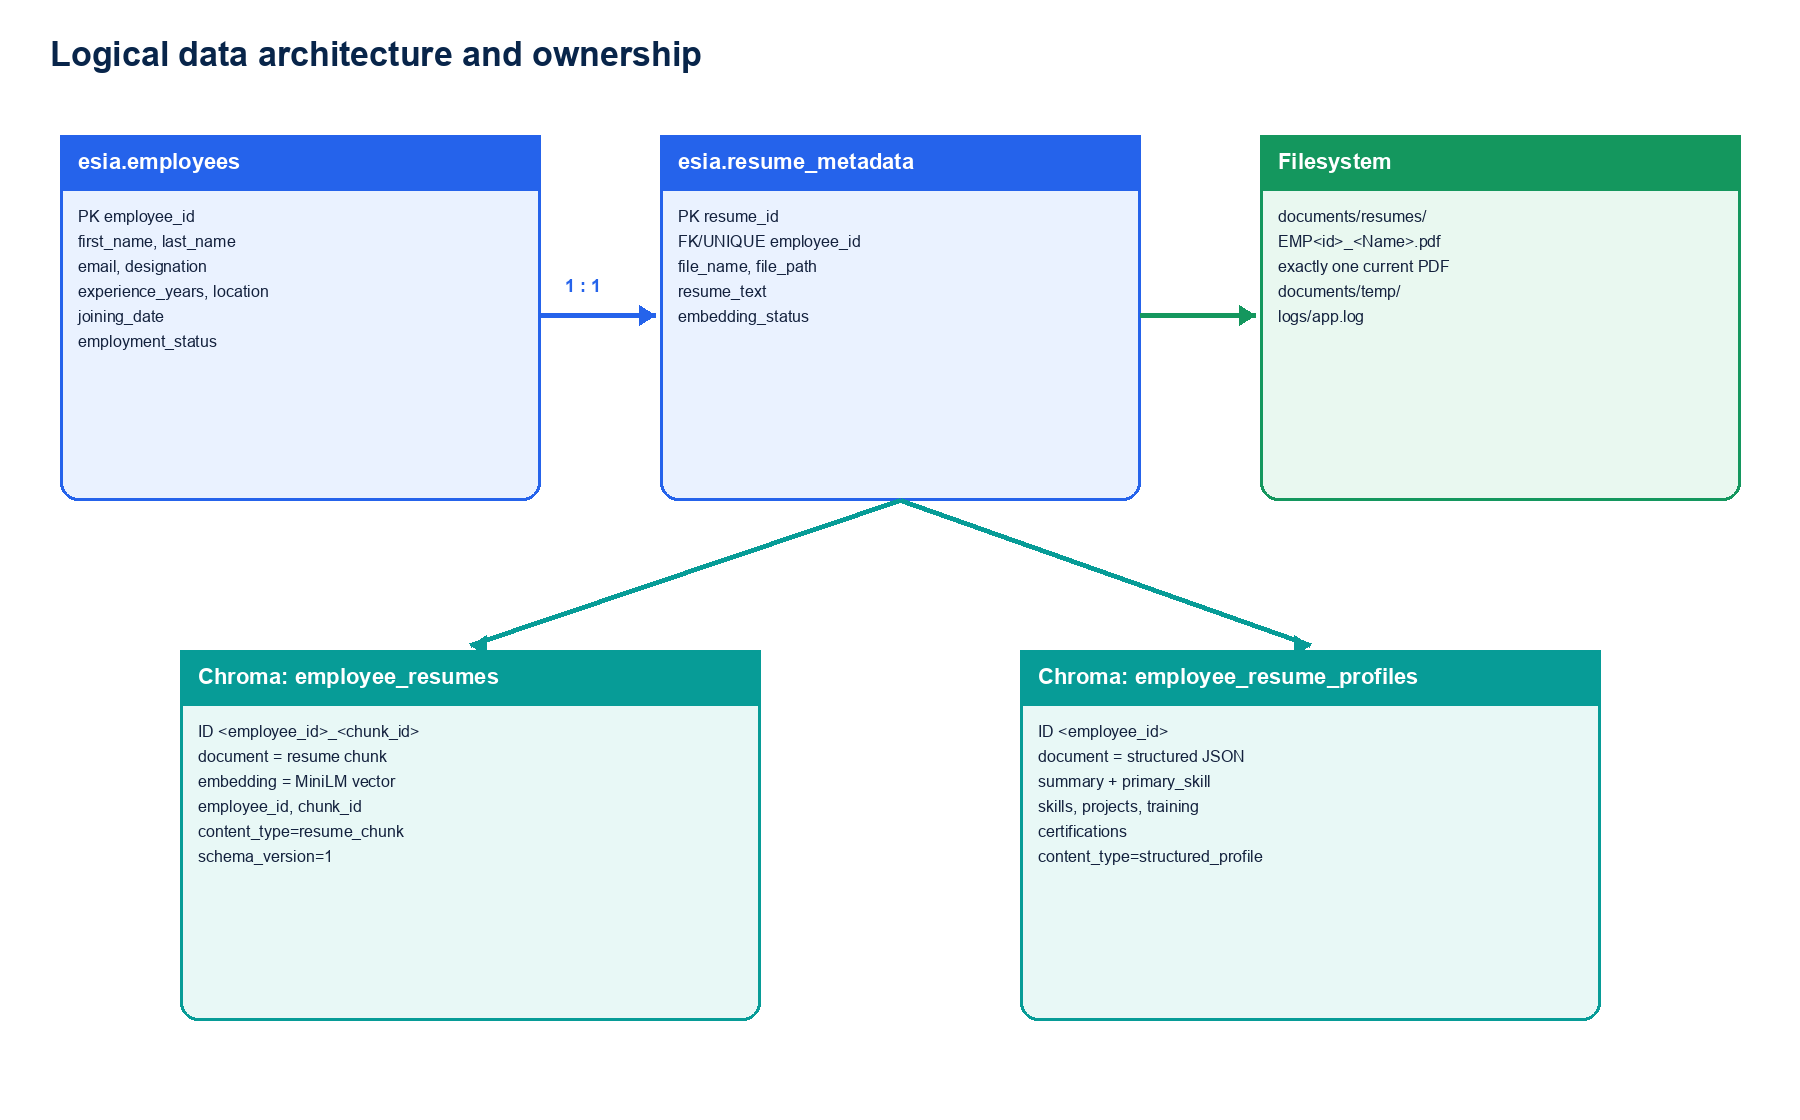 Logical data architecture and ownership
esia.employees
PK employee_id
first_name, last_name
email, designation
experience_years, location
joining_date
employment_status
1 : 1
esia.resume_metadata
PK resume_id
FK/UNIQUE employee_id
file_name, file_path
resume_text
embedding_status
Filesystem
documents/resumes/
EMP<id>_<Name>.pdf
exactly one current PDF
documents/temp/
logs/app.log
Chroma: employee_resumes
ID <employee_id>_<chunk_id>
document = resume chunk
embedding = MiniLM vector
employee_id, chunk_id
content_type=resume_chunk
schema_version=1
Chroma: employee_resume_profiles
ID <employee_id>
document = structured JSON
summary + primary_skill
skills, projects, training
certifications
content_type=structured_profile